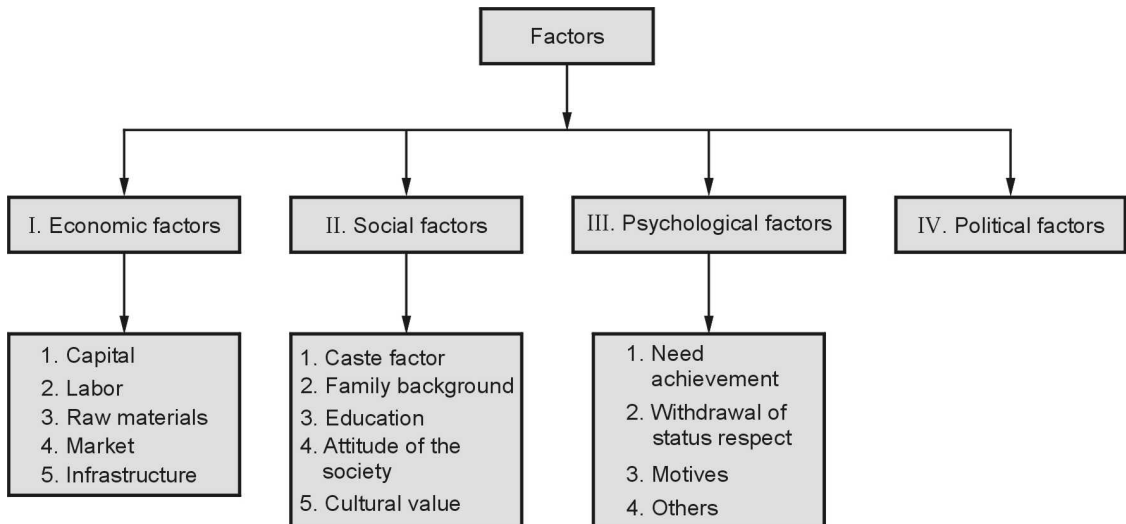 Factors
I. Economic factors
II. Social factors
III. Psychological factors
IV. Political factors
1. Capital
2. Labor
3. Raw materials
4. Market
5. Infrastructure
1. Caste factor
2. Family background
3. Education
4. Attitude of the
society
5. Cultural value
1. Need
achievement
2. Withdrawal of
status respect
3. Motives
4. Others